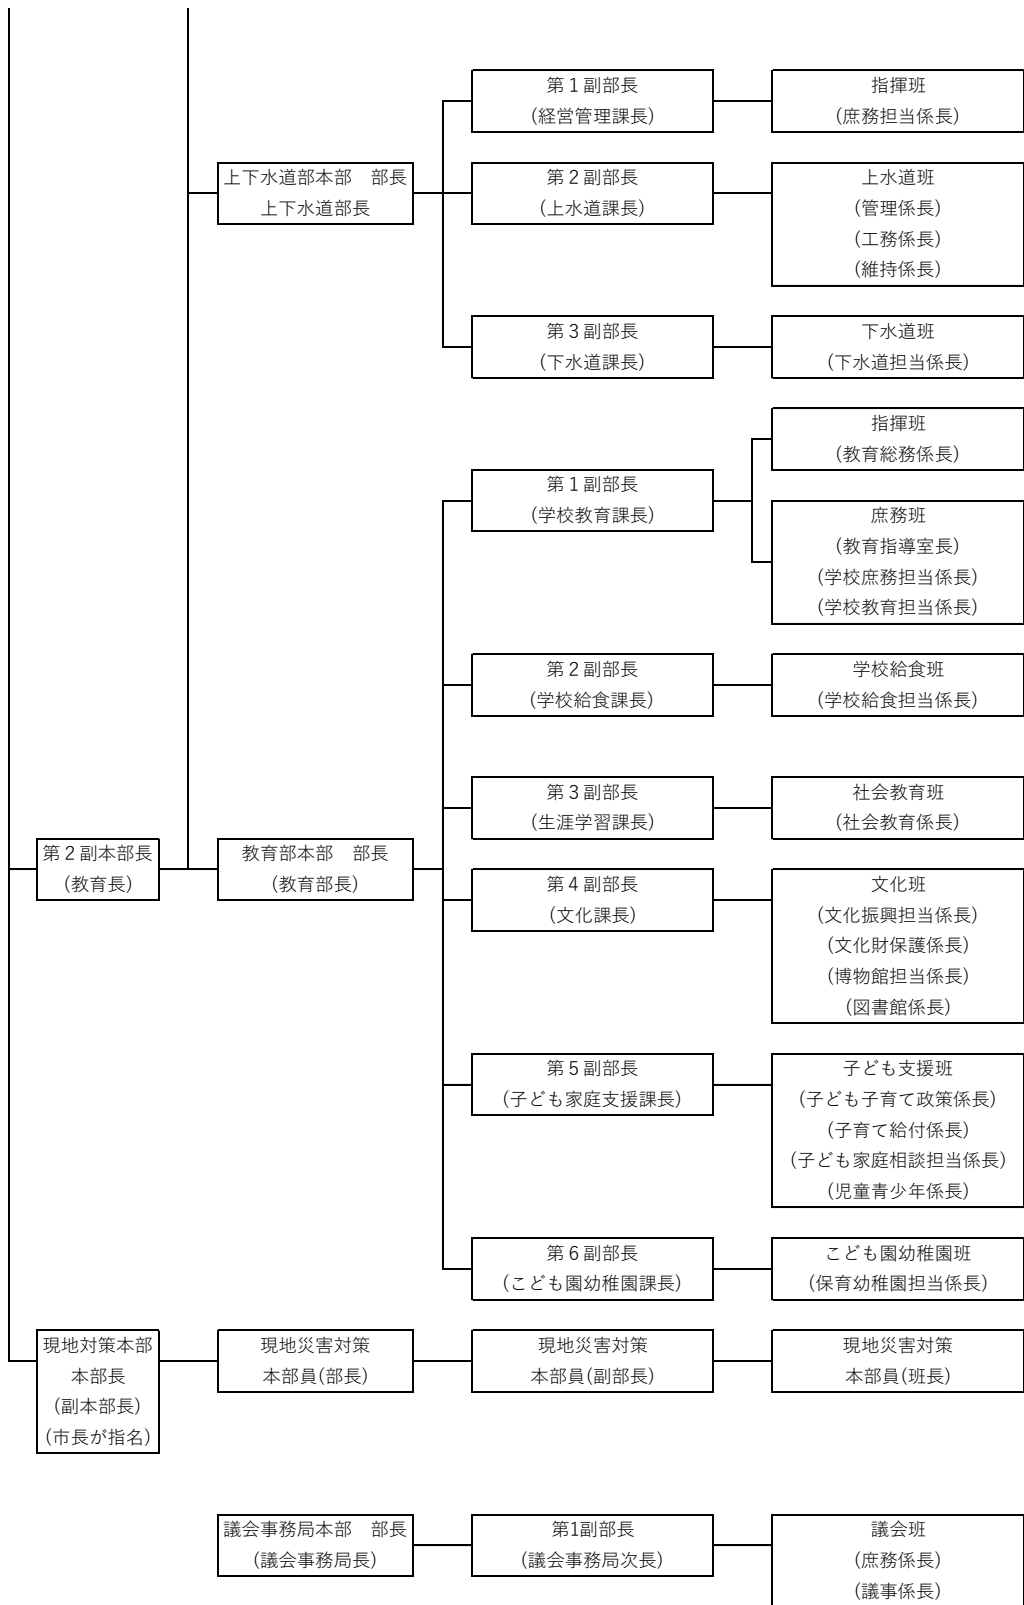 第１副部長
(経営管理課長)
指揮班
(庶務担当係長)
上下水道部本部　部長
上下水道部長
第２副部長
(上水道課長)
上水道班
(管理係長)
(工務係長)
(維持係長)
第３副部長
(下水道課長)
下水道班
(下水道担当係長)
指揮班
(教育総務係長)
第１副部長
(学校教育課長)
庶務班
(教育指導室長)
(学校庶務担当係長)
(学校教育担当係長)
第２副部長
(学校給食課長)
学校給食班
(学校給食担当係長)
第３副部長
(生涯学習課長)
社会教育班
(社会教育係長)
第２副本部長
(教育長)
教育部本部　部長
(教育部長)
第４副部長
(文化課長)
文化班
(文化振興担当係長)
(文化財保護係長)
(博物館担当係長)
(図書館係長)
第５副部長
(子ども家庭支援課長)
子ども支援班
(子ども子育て政策係長)
(子育て給付係長)
(子ども家庭相談担当係長)
(児童青少年係長)
第６副部長
(こども園幼稚園課長)
こども園幼稚園班
(保育幼稚園担当係長)
現地対策本部
本部長
(副本部長)
(市長が指名)
現地災害対策
本部員(部長)
現地災害対策
本部員(副部長)
現地災害対策
本部員(班長)
議会事務局本部　部長
(議会事務局長)
第1副部長
(議会事務局次長)
議会班
(庶務係長)
(議事係長)